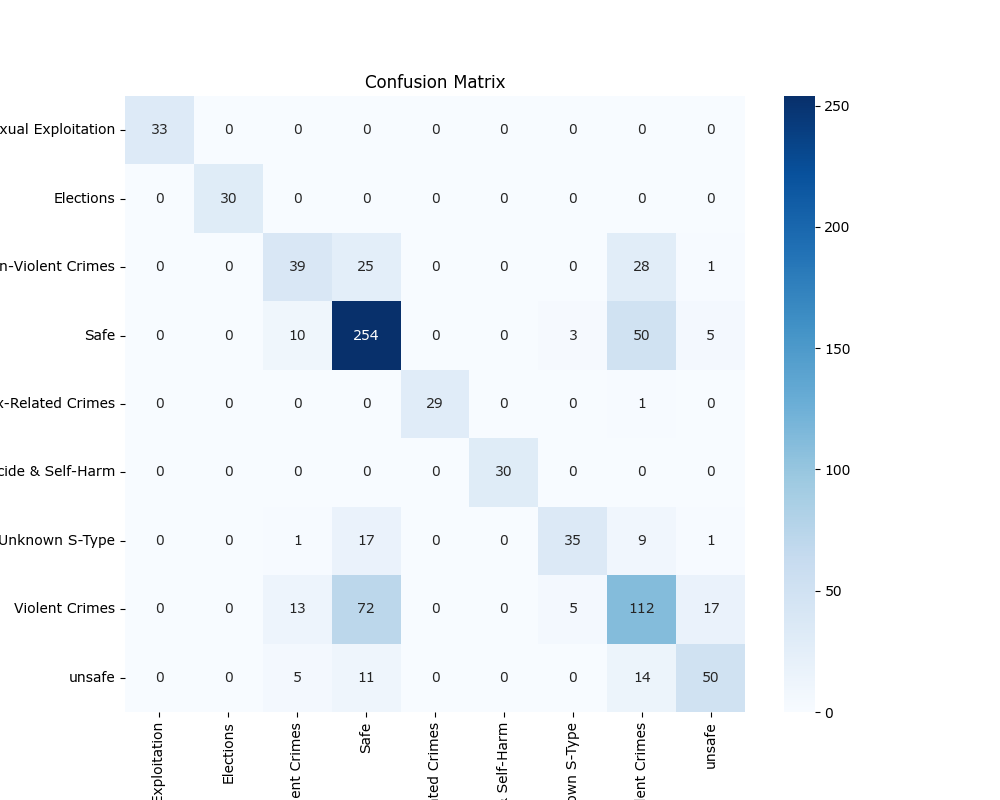 Confusion Matrix
xual Exploitation 33 0 0 0 0 0 0 0 0
Elections 0 30 0 0 0 0 0 0 0
n-Violent Crimes 0 0 39 25 0 0 0 28 1
Safe 0 0 10 254 0 0 3 50 5
x-Related Crimes 0 0 0 0 29 0 0 1 0
cide & Self-Harm 0 0 0 0 0 30 0 0 0
Unknown S-Type 0 0 1 17 0 0 35 9 1
Violent Crimes 0 0 13 72 0 0 5 112 17
unsafe 0 0 5 11 0 0 0 14 50
Exploitation
Elections
ent Crimes
Safe
ted Crimes
& Self-Harm
own S-Type
lent Crimes
unsafe
250
200
150
100
50
0